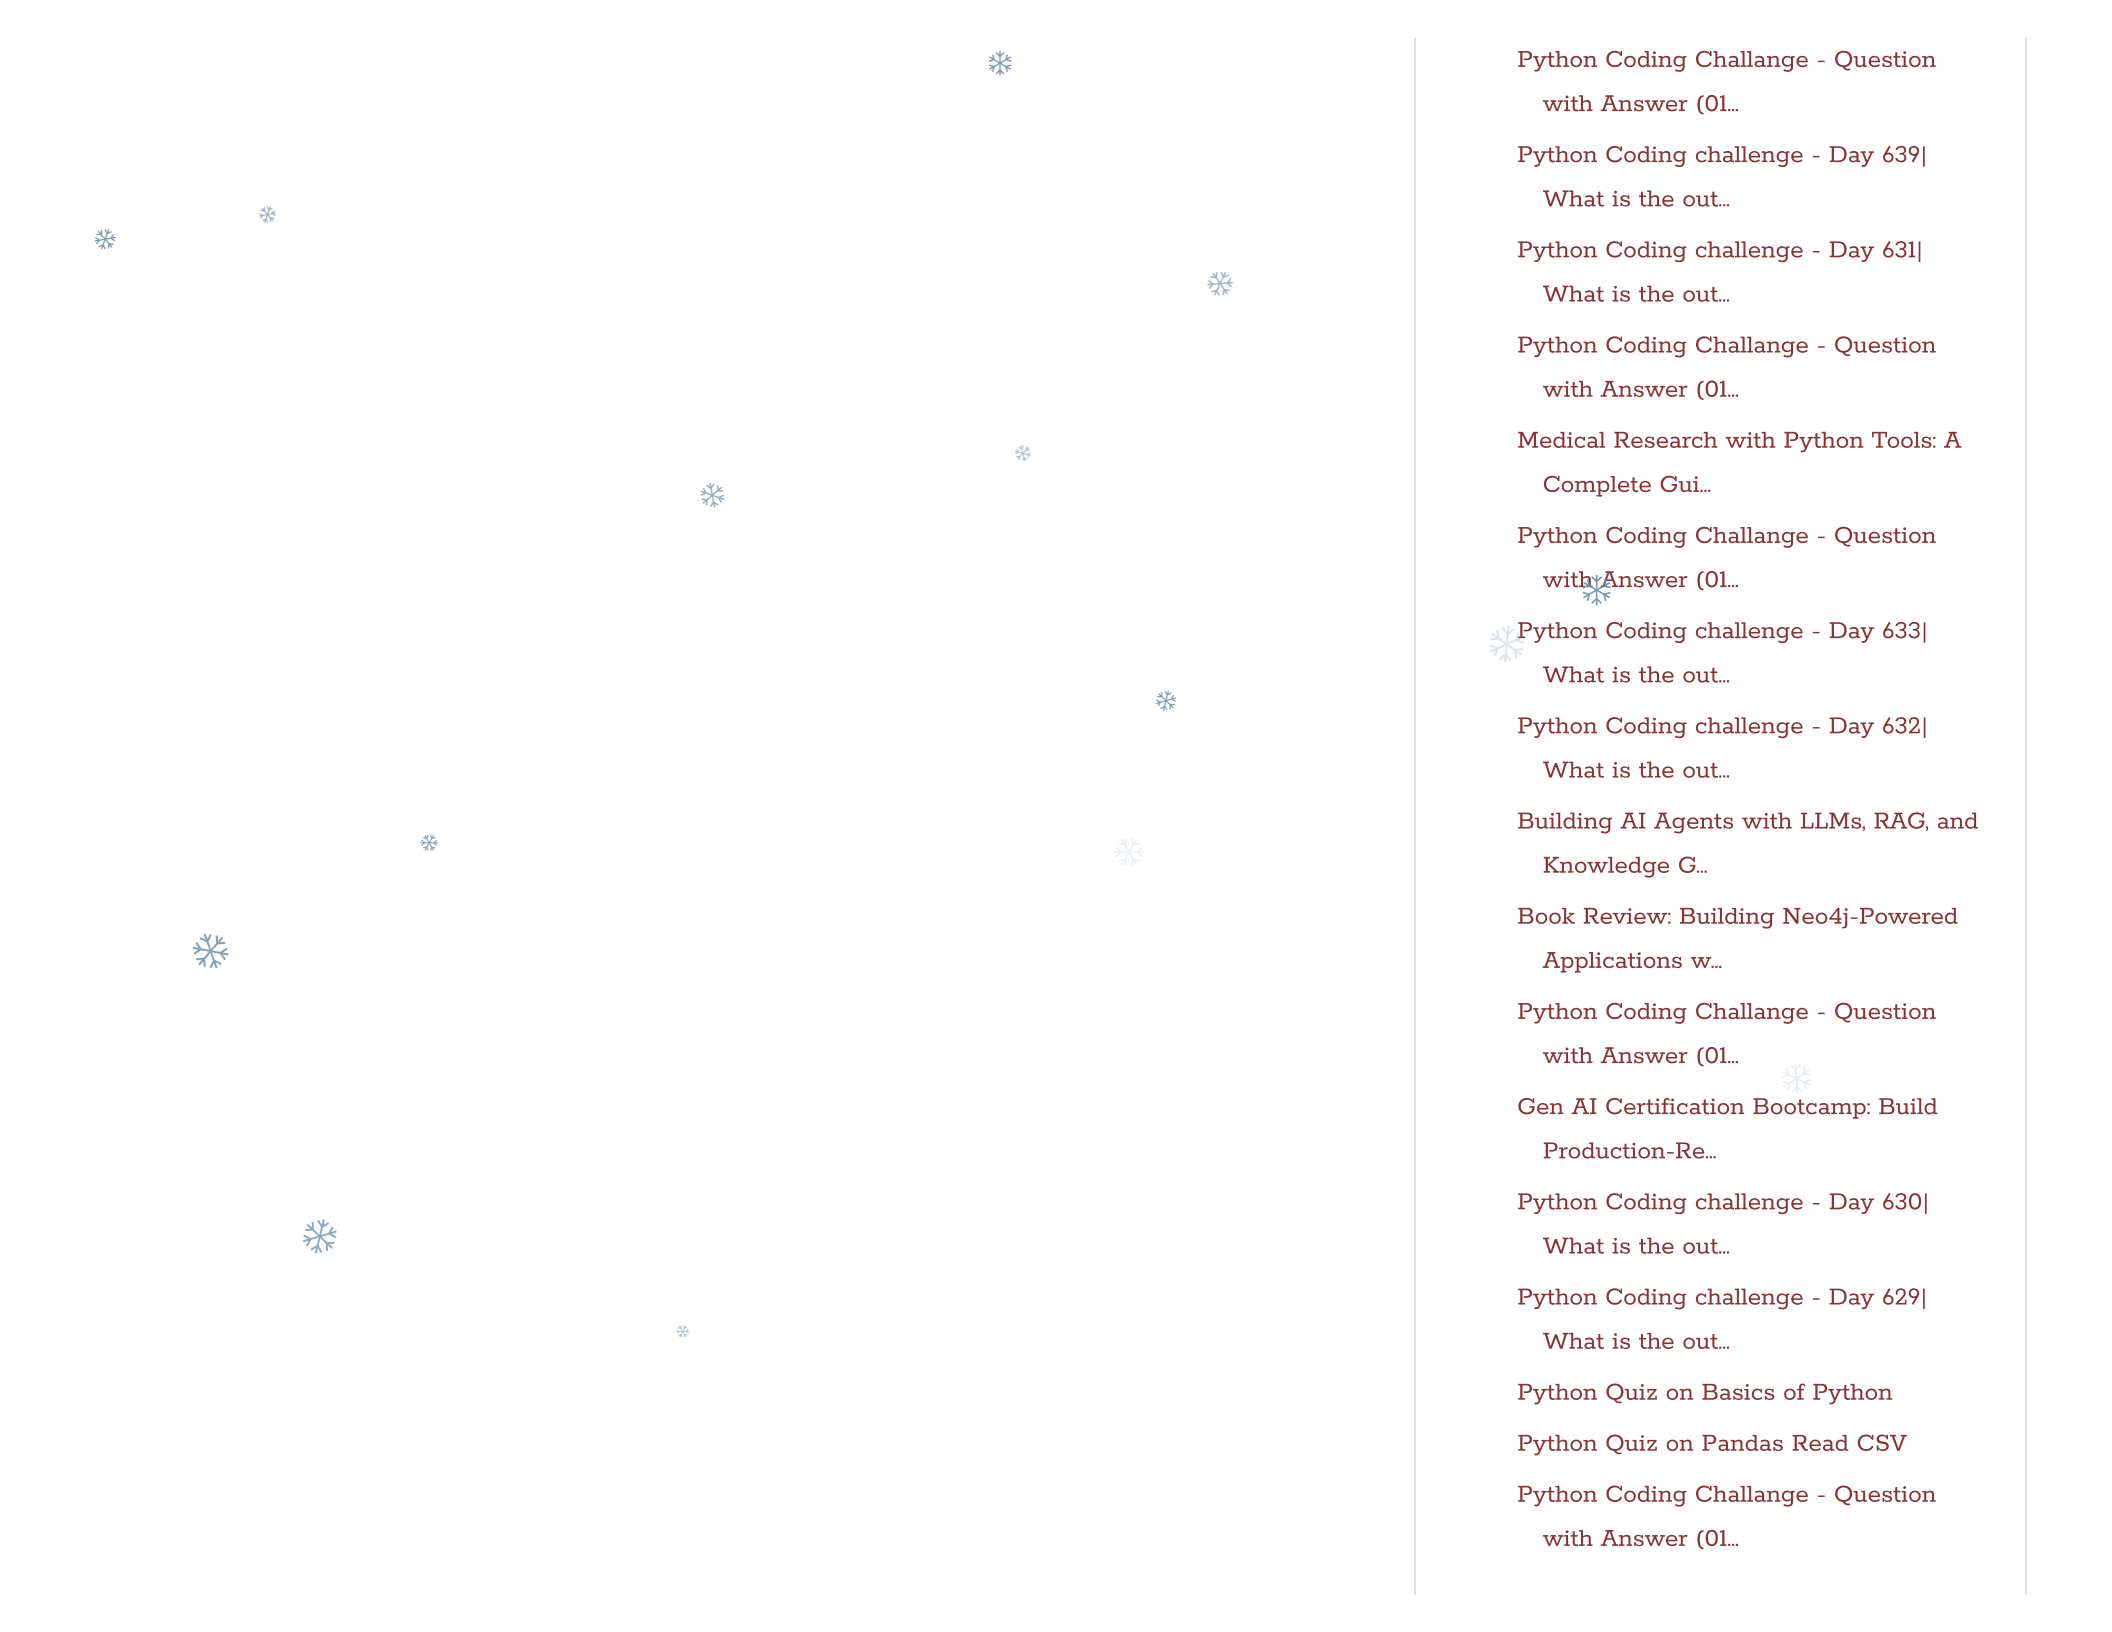 Python Coding Challange - Question
with Answer (01...
Python Coding challenge - Day 639|
What is the out...
Python Coding challenge - Day 631|
What is the out...
Python Coding Challange - Question
with Answer (01...
Medical Research with Python Tools: A
Complete Gui...
Python Coding Challange - Question
with Answer (01...
Python Coding challenge - Day 633|
What is the out...
Python Coding challenge - Day 632|
What is the out...
Building AI Agents with LLMs, RAG, and
Knowledge G...
Book Review: Building Neo4j-Powered
Applications w...
Python Coding Challange - Question
with Answer (01...
Gen AI Certification Bootcamp: Build
Production-Re...
Python Coding challenge - Day 630|
What is the out...
Python Coding challenge - Day 629|
What is the out...
Python Quiz on Basics of Python
Python Quiz on Pandas Read CSV
Python Coding Challange - Question
with Answer (01...